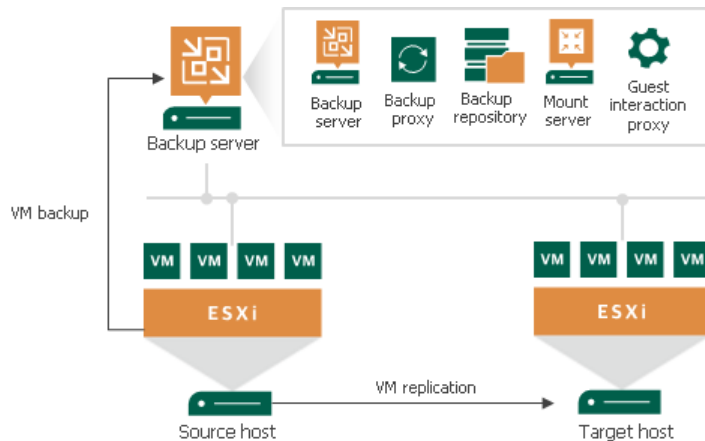 Backup server
Backup
server
Backup
proxy
Backup
repository
Mount
server
Guest
interaction
proxy
VM backup
VM VM VM VM
VM VM VM VM
ESXi
ESXi
VM replication
Source host
Target host